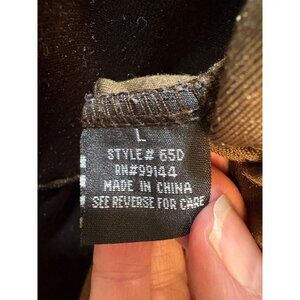 L
STYLE# 65D
RN#99144
MADE IN CHINA
SEE REVERSE FOR CARE